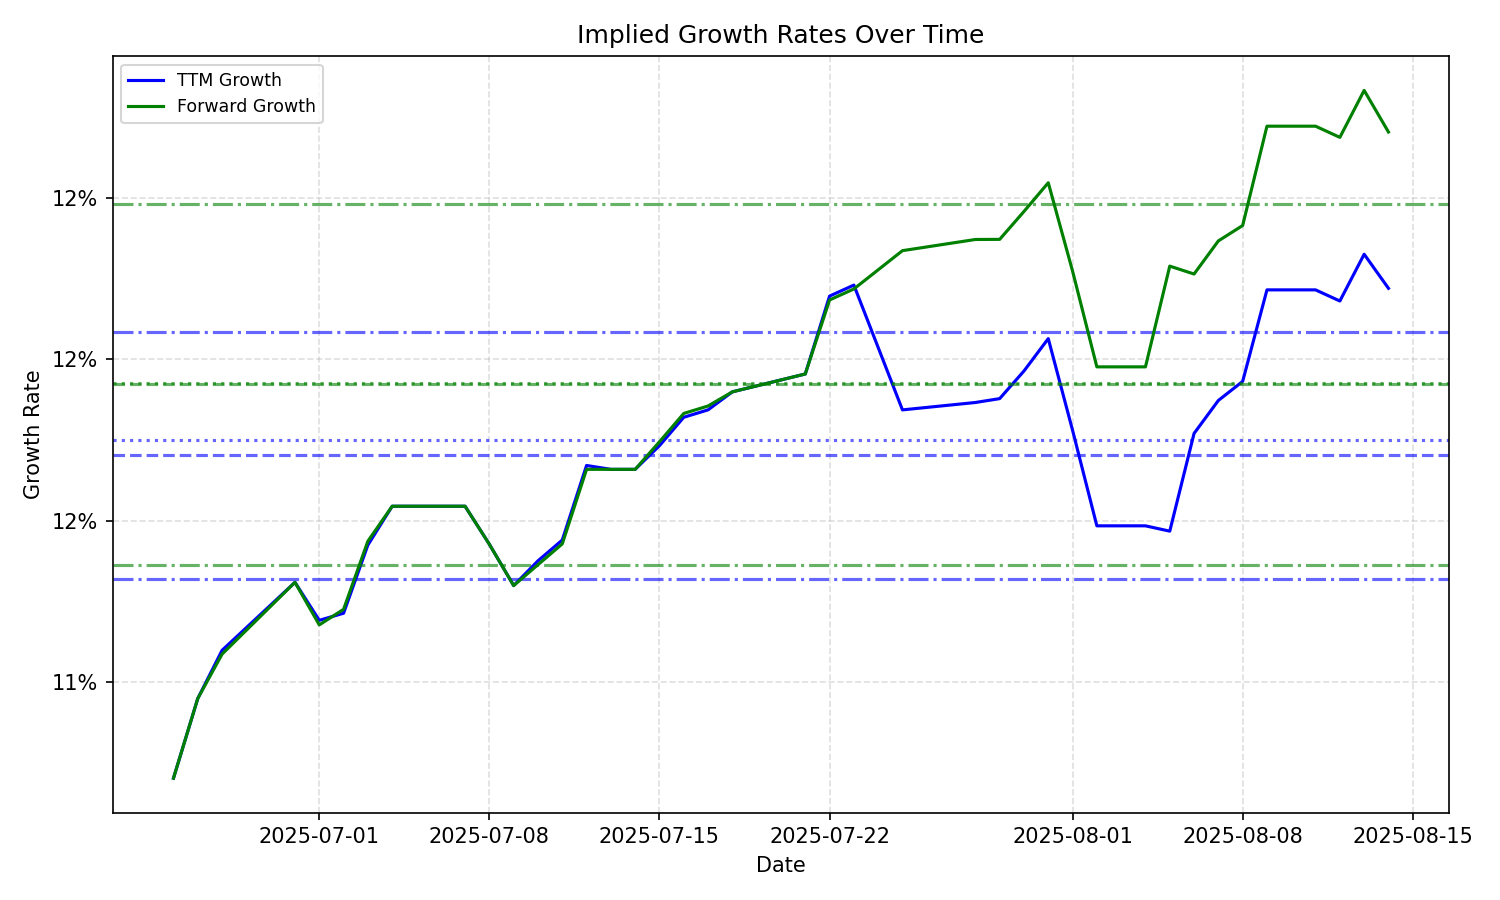 Implied Growth Rates Over Time
TTM Growth
Forward Growth
12%
12%
12%
11%
Growth Rate
2025-07-01
2025-07-08
2025-07-15
2025-07-22
2025-08-01
2025-08-08
2025-08-15
Date